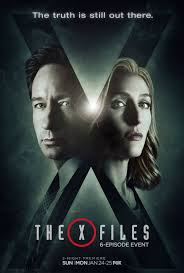 The truth is still out there.
THE X FILES
6-EPISODE EVENT
2-NIGHT PREMIERE
SUN/MON JAN 24-25 FOX